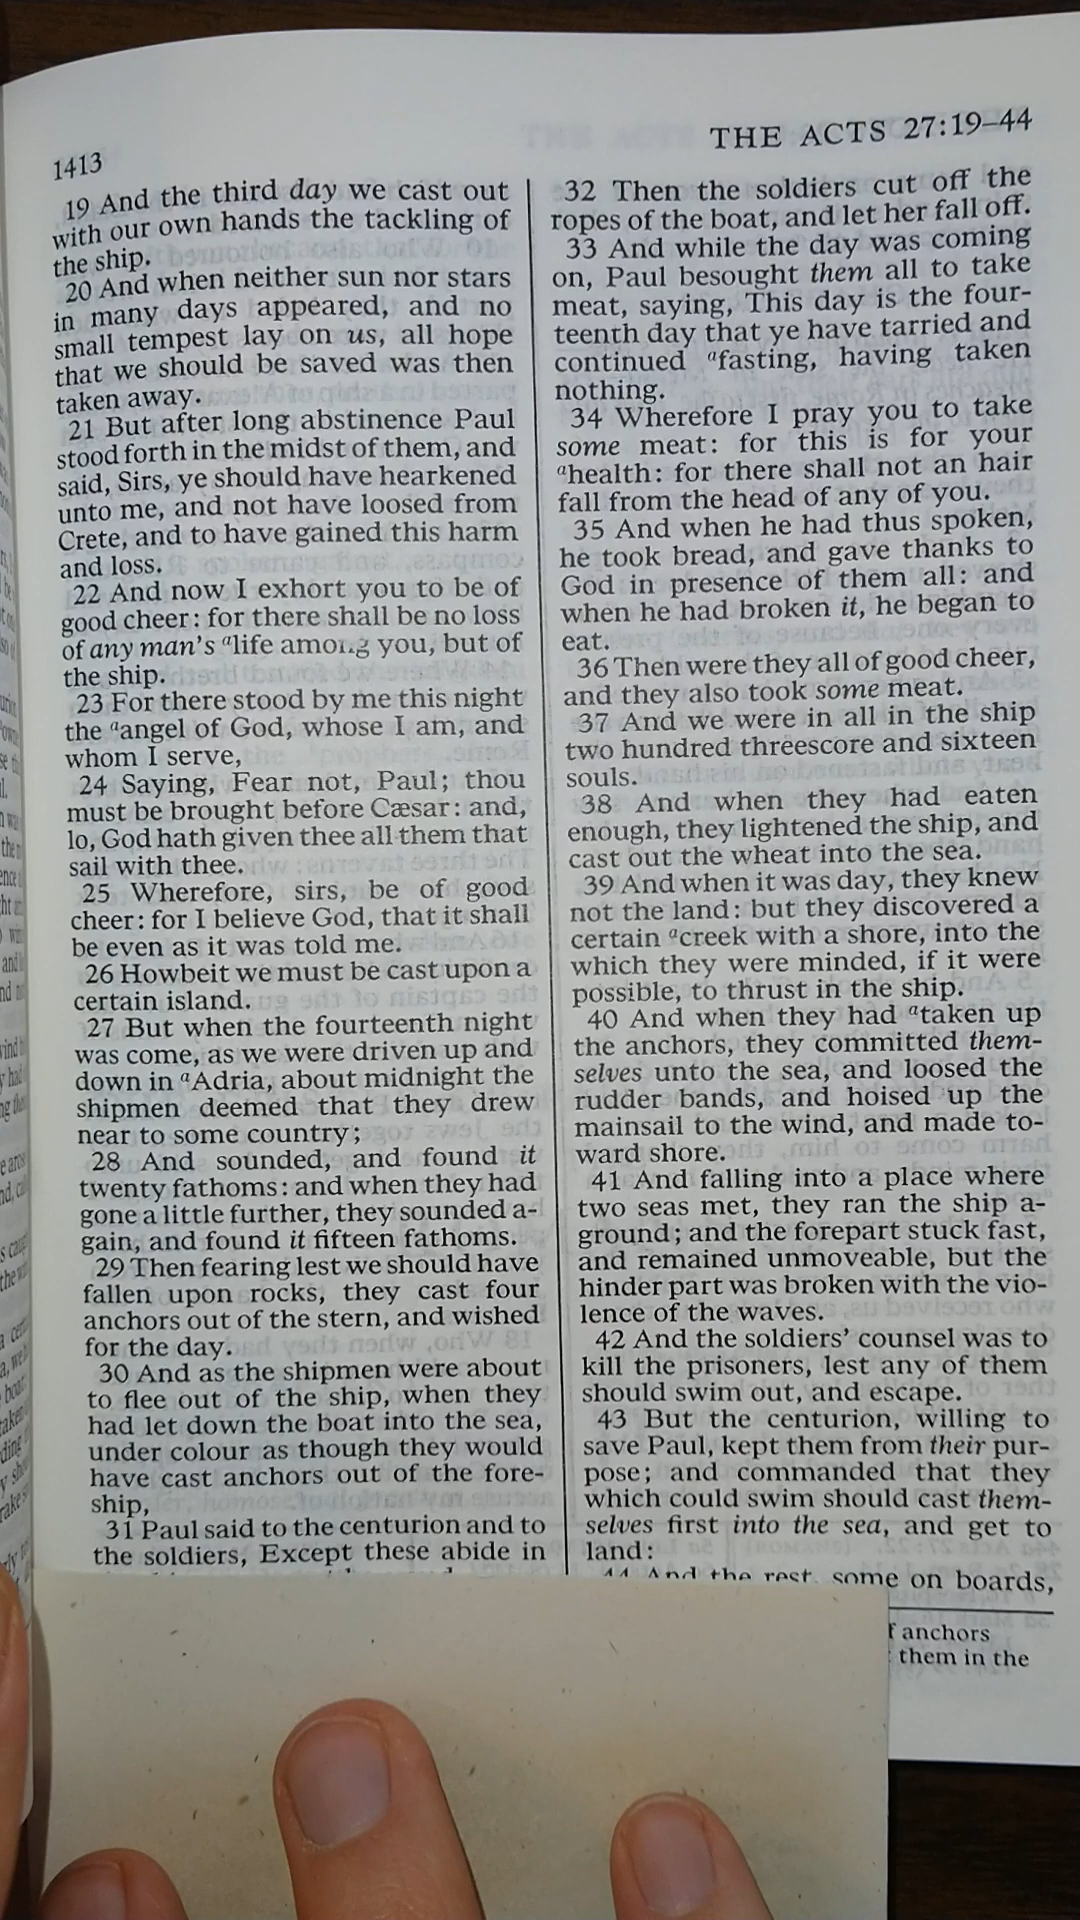 1413
THE ACTS 27:19–44
19 And the third day we cast out
with our own hands the tackling of
the ship.
20 And when neither sun nor stars
in many days appeared, and no
small tempest lay on us, all hope
that we should be saved was then
taken away.
21 But after long abstinence Paul
stood forth in the midst of them, and
said, Sirs, ye should have hearkened
unto me, and not have loosed from
Crete, and to have gained this harm
and loss.
22 And now I exhort you to be of
good cheer: for there shall be no loss
of any man's ᵃlife among you, but of
the ship.
23 For there stood by me this night
the ᵃangel of God, whose I am, and
whom I serve,
24 Saying, Fear not, Paul; thou
must be brought before Cæsar: and,
lo, God hath given thee all them that
sail with thee.
25 Wherefore, sirs, be of good
cheer: for I believe God, that it shall
be even as it was told me.
26 Howbeit we must be cast upon a
certain island.
27 But when the fourteenth night
was come, as we were driven up and
down in ᵃAdria, about midnight the
shipmen deemed that they drew
near to some country;
28 And sounded, and found it
twenty fathoms: and when they had
gone a little further, they sounded a-
gain, and found it fifteen fathoms.
29 Then fearing lest we should have
fallen upon rocks, they cast four
anchors out of the stern, and wished
for the day.
30 And as the shipmen were about
to flee out of the ship, when they
had let down the boat into the sea,
under colour as though they would
have cast anchors out of the fore-
ship,
31 Paul said to the centurion and to
the soldiers, Except these abide in
32 Then the soldiers cut off the
ropes of the boat, and let her fall off.
33 And while the day was coming
on, Paul besought them all to take
meat, saying, This day is the four-
teenth day that ye have tarried and
continued ᵃfasting, having taken
nothing.
34 Wherefore I pray you to take
some meat: for this is for your
ᵃhealth: for there shall not an hair
fall from the head of any of you.
35 And when he had thus spoken,
he took bread, and gave thanks to
God in presence of them all: and
when he had broken it, he began to
eat.
36 Then were they all of good cheer,
and they also took some meat.
37 And we were in all in the ship
two hundred threescore and sixteen
souls.
38 And when they had eaten
enough, they lightened the ship, and
cast out the wheat into the sea.
39 And when it was day, they knew
not the land: but they discovered a
certain ᵃcreek with a shore, into the
which they were minded, if it were
possible, to thrust in the ship.
40 And when they had ᵃtaken up
the anchors, they committed them-
selves unto the sea, and loosed the
rudder bands, and hoised up the
mainsail to the wind, and made to-
ward shore.
41 And falling into a place where
two seas met, they ran the ship a-
ground; and the forepart stuck fast,
and remained unmoveable, but the
hinder part was broken with the vio-
lence of the waves.
42 And the soldiers' counsel was to
kill the prisoners, lest any of them
should swim out, and escape.
43 But the centurion, willing to
save Paul, kept them from their pur-
pose; and commanded that they
which could swim should cast them-
selves first into the sea, and get to
land:
44 And the rest, some on boards,
anchors
them in the